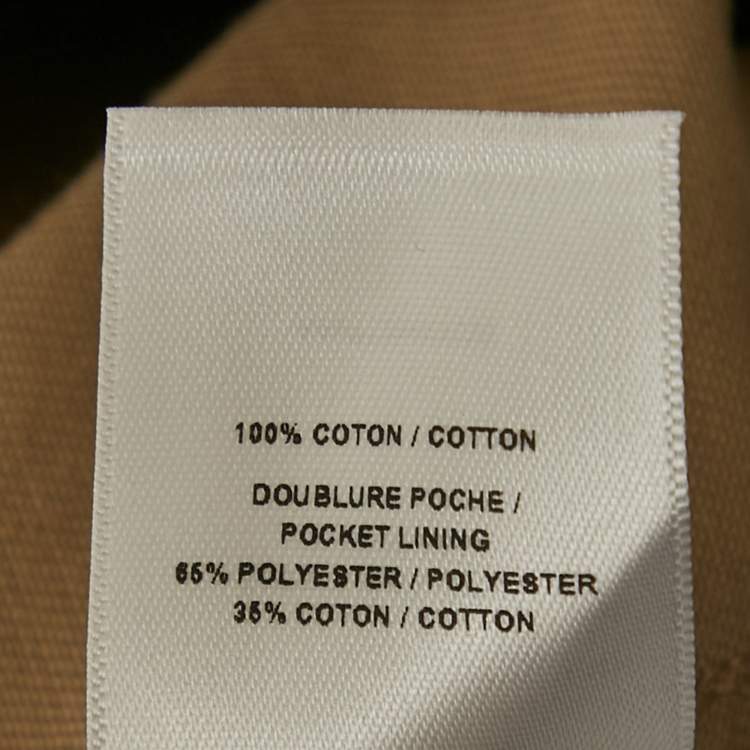 100% COTON / COTTON
DOUBLURE POCHE /
POCKET LINING
65% POLYESTER / POLYESTER
35% COTON / COTTON